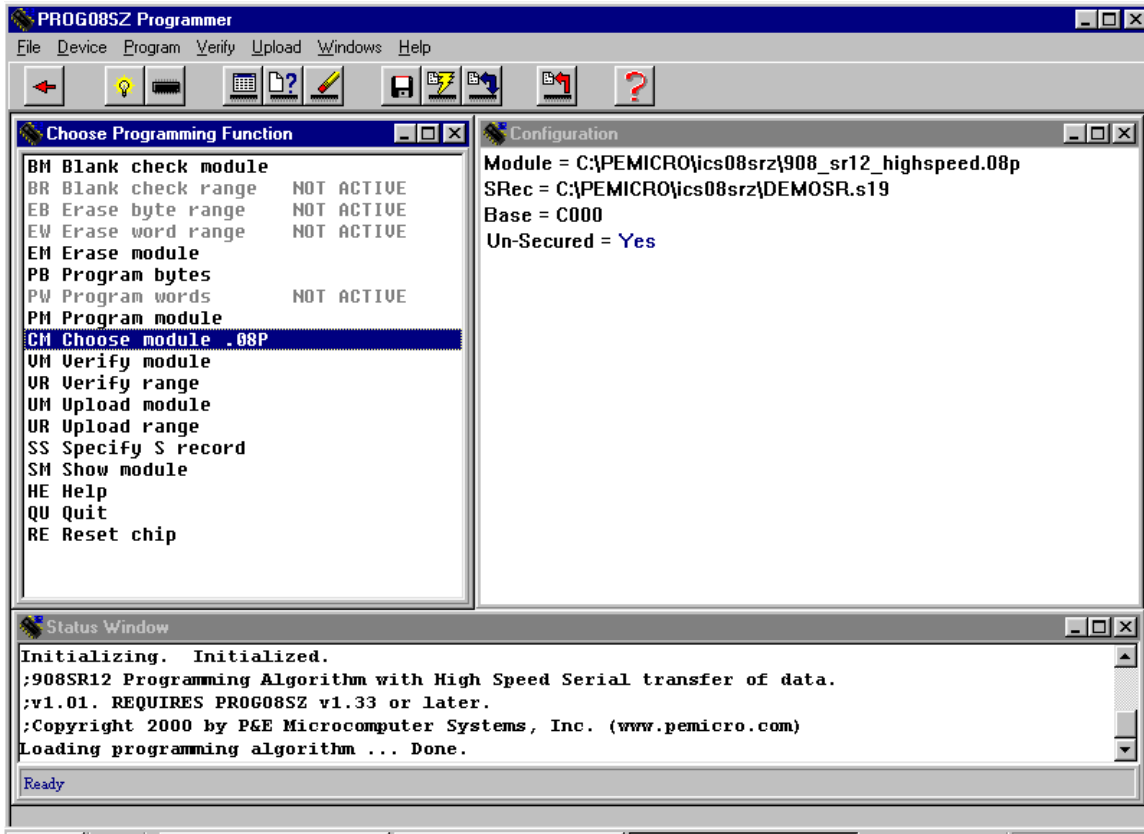 PROG08SZ Programmer
File Device Program Verify Upload Windows Help
Choose Programming Function
BM Blank check module
BR Blank check range NOT ACTIVE
EB Erase byte range NOT ACTIVE
EW Erase word range NOT ACTIVE
EM Erase module
PB Program bytes
PW Program words NOT ACTIVE
PM Program module
CM Choose module .08P
VM Verify module
VR Verify range
UM Upload module
UR Upload range
SS Specify S record
SM Show module
HE Help
QU Quit
RE Reset chip
Configuration
Module = C:\PEMICRO\ics08srz\908_sr12_highspeed.08p
SRec = C:\PEMICRO\ics08srz\DEMOSR.s19
Base = C000
Un-Secured = Yes
Status Window
Initializing. Initialized.
;908SR12 Programming Algorithm with High Speed Serial transfer of data.
;v1.01. REQUIRES PROG08SZ v1.33 or later.
;Copyright 2000 by P&E Microcomputer Systems, Inc. (www.pemicro.com)
Loading programming algorithm ... Done.
Ready